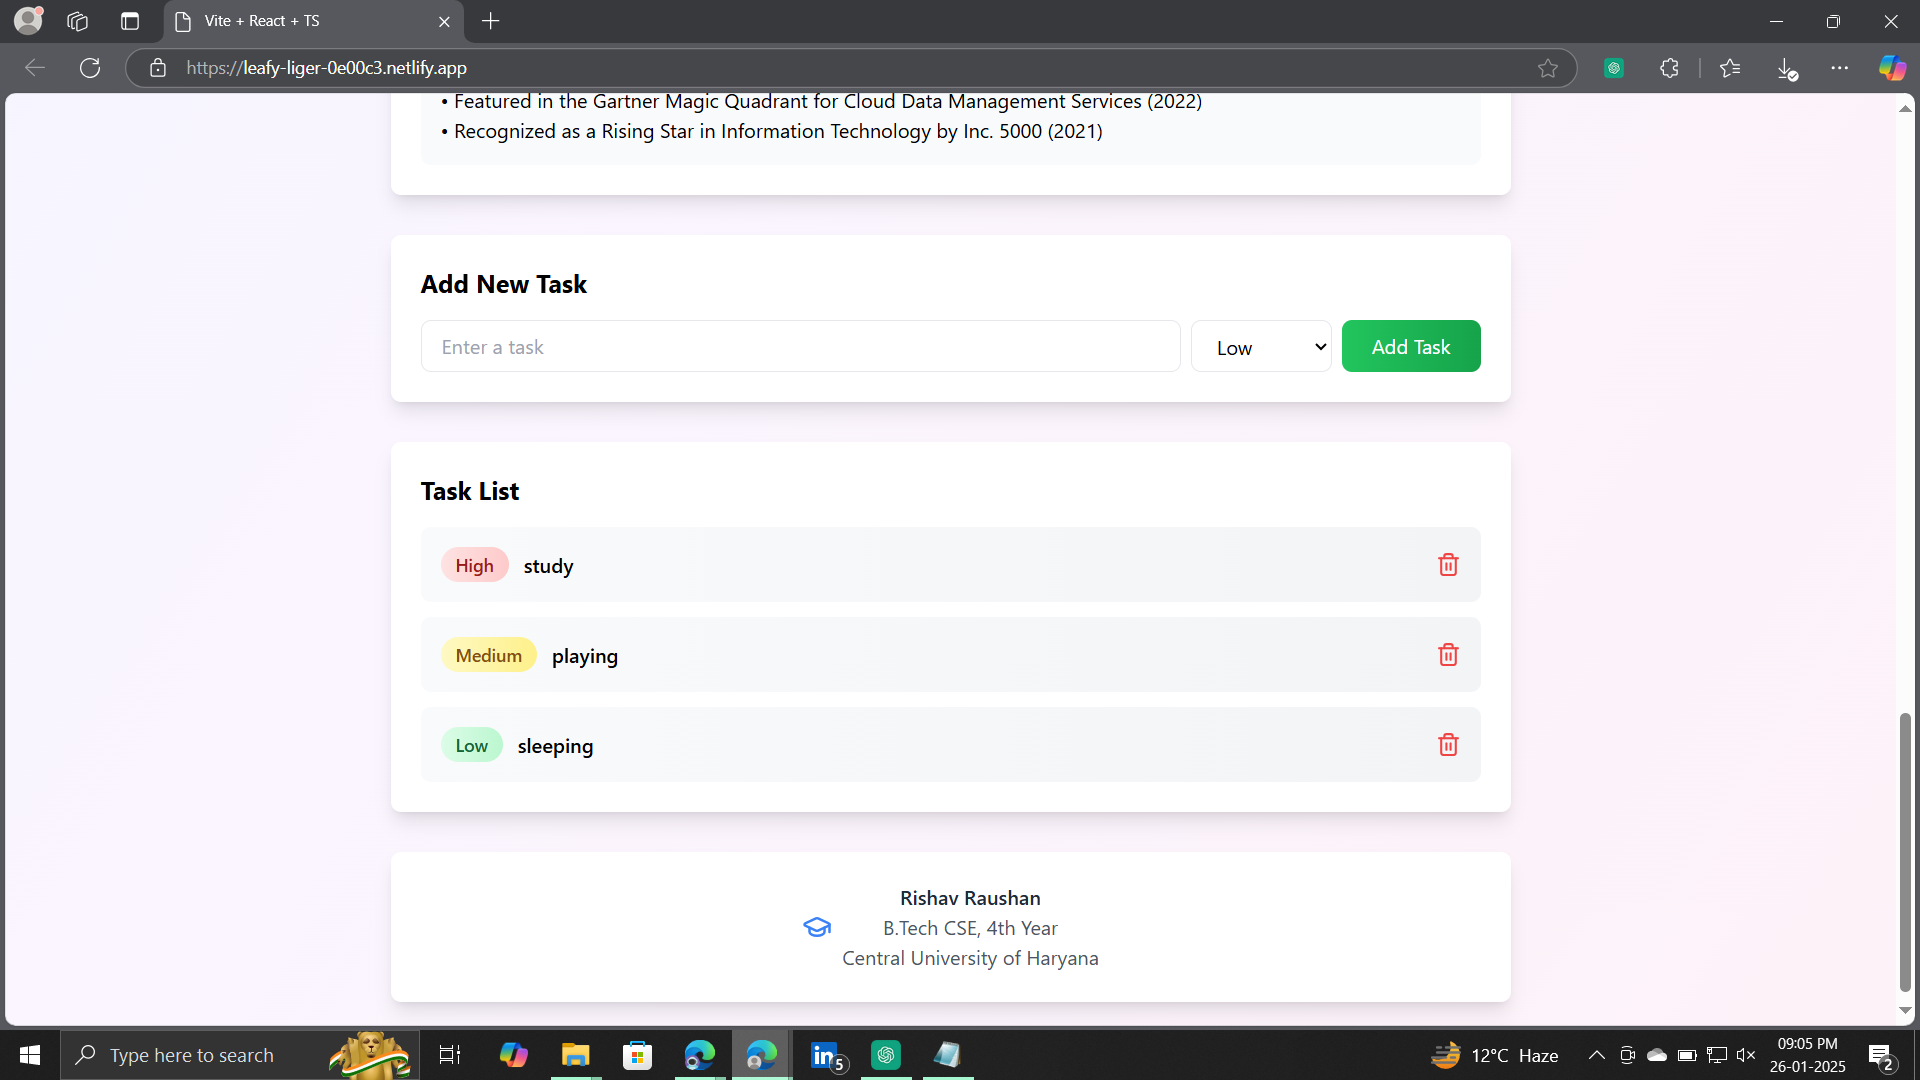 Vite + React + TS
https://leafy-liger-0e00c3.netlify.app
• Featured in the Gartner Magic Quadrant for Cloud Data Management Services (2022)
• Recognized as a Rising Star in Information Technology by Inc. 5000 (2021)
Add New Task
Enter a task
Low
Add Task
Task List
High study
Medium playing
Low sleeping
Rishav Raushan
B.Tech CSE, 4th Year
Central University of Haryana
Type here to search
in 5
12°C Haze
09:05 PM
26-01-2025
2